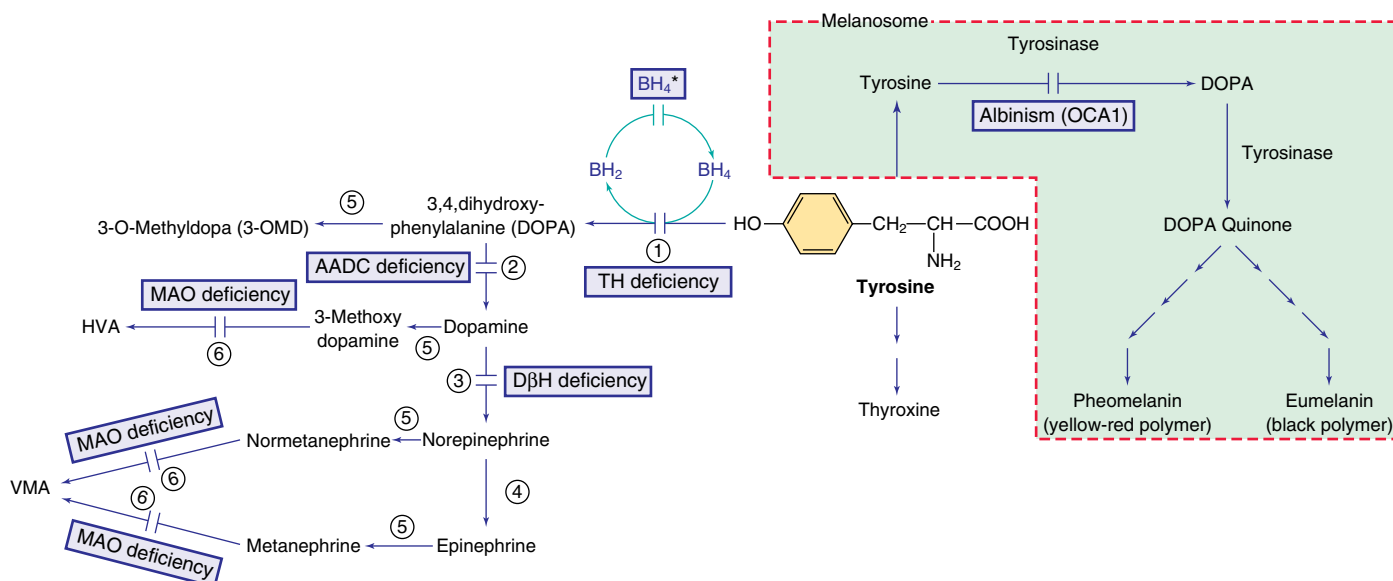 Melanosome
Tyrosinase
BH4*
Tyrosine
DOPA
Albinism (OCA1)
Tyrosinase
BH2
BH4
3,4,dihydroxy-
phenylalanine (DOPA)
5
3-O-Methyldopa (3-OMD)
1
HO
CH2
CH
COOH
NH2
DOPA Quinone
AADC deficiency
2
TH deficiency
Tyrosine
MAO deficiency
HVA
3-Methoxy
dopamine
Dopamine
5
6
3
DβH deficiency
Thyroxine
Pheomelanin
(yellow-red polymer)
Eumelanin
(black polymer)
MAO deficiency
Normetanephrine
5
Norepinephrine
6
VMA
6
4
MAO deficiency
Metanephrine
5
Epinephrine